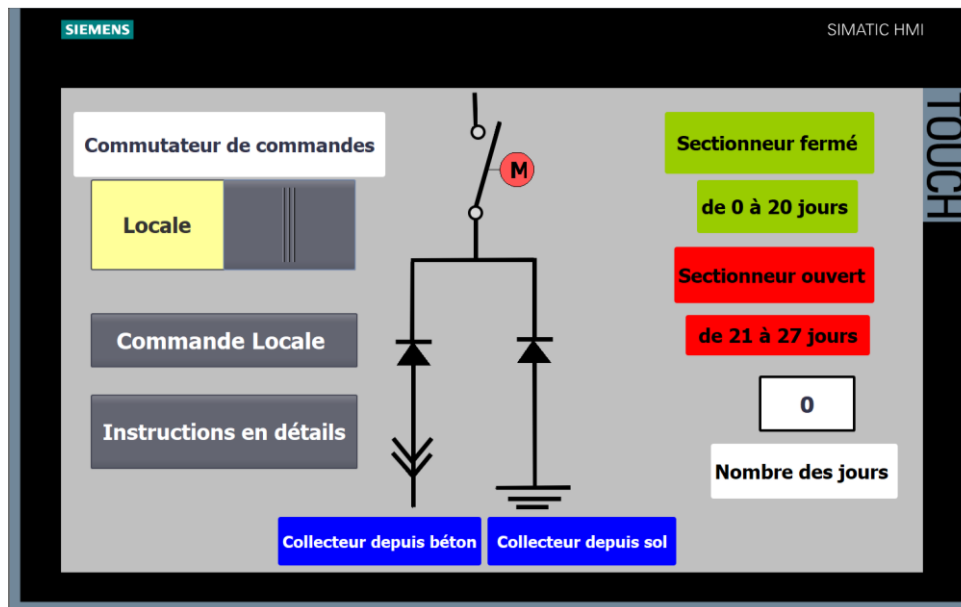 SIEMENS
SIMATIC HMI
TOUCH
Commutateur de commandes
Locale
Commande Locale
Instructions en détails
M
Sectionneur fermé
de 0 à 20 jours
Sectionneur ouvert
de 21 à 27 jours
0
Nombre des jours
Collecteur depuis béton
Collecteur depuis sol